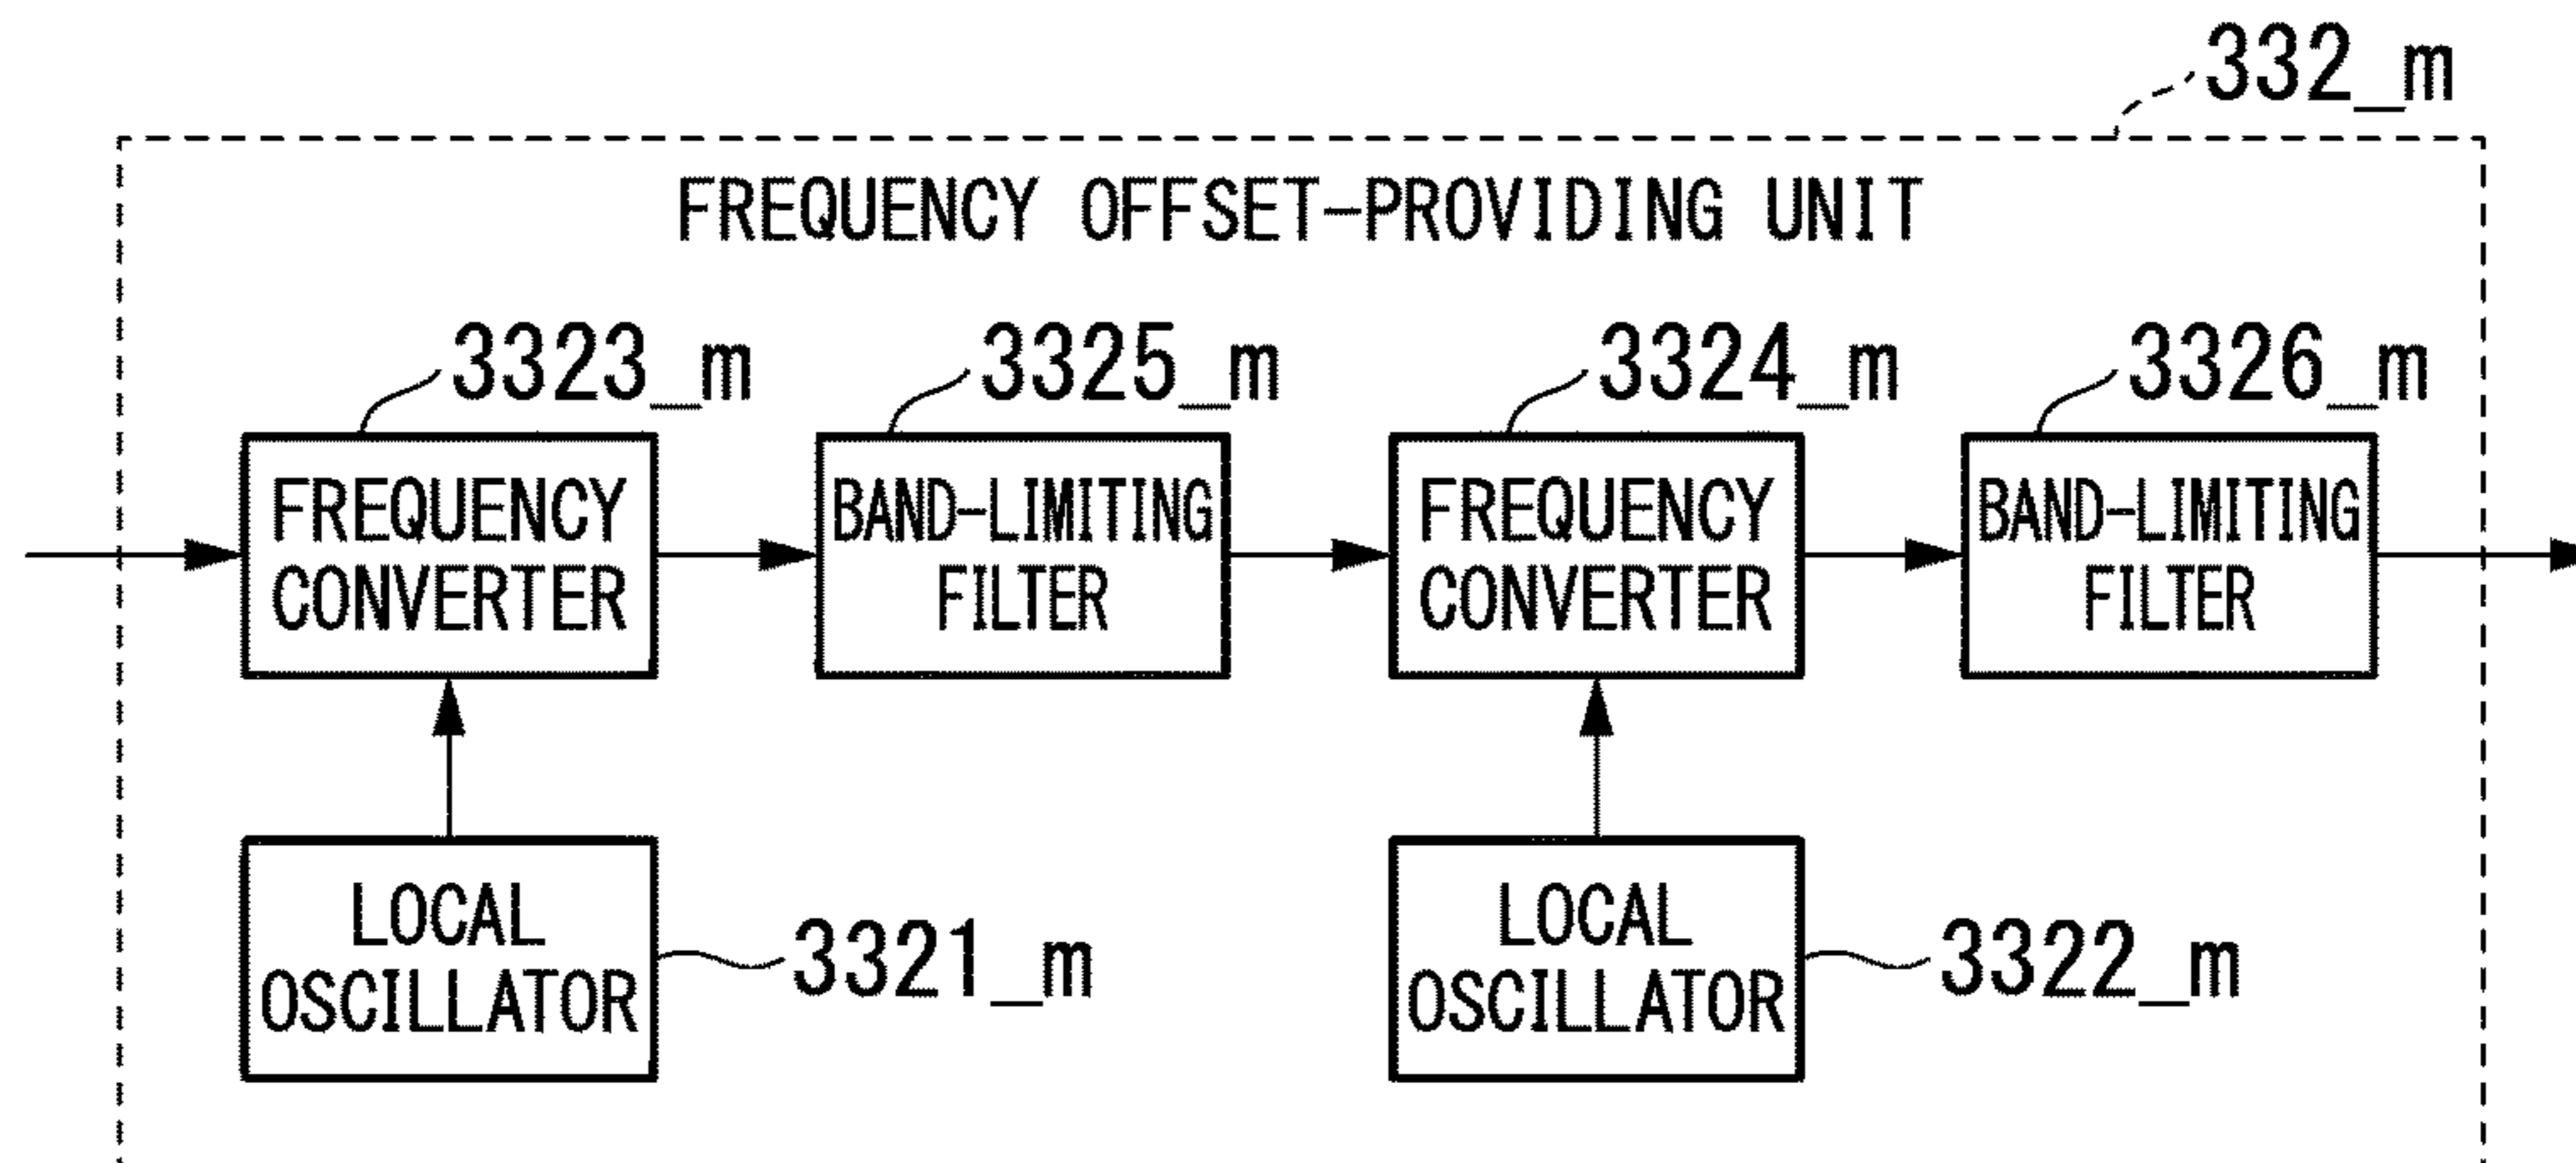 332_m
FREQUENCY OFFSET-PROVIDING UNIT
3323_m
3325_m
3324_m
3326_m
FREQUENCY
CONVERTER
BAND-LIMITING
FILTER
FREQUENCY
CONVERTER
BAND-LIMITING
FILTER
LOCAL
OSCILLATOR
3321_m
LOCAL
OSCILLATOR
3322_m